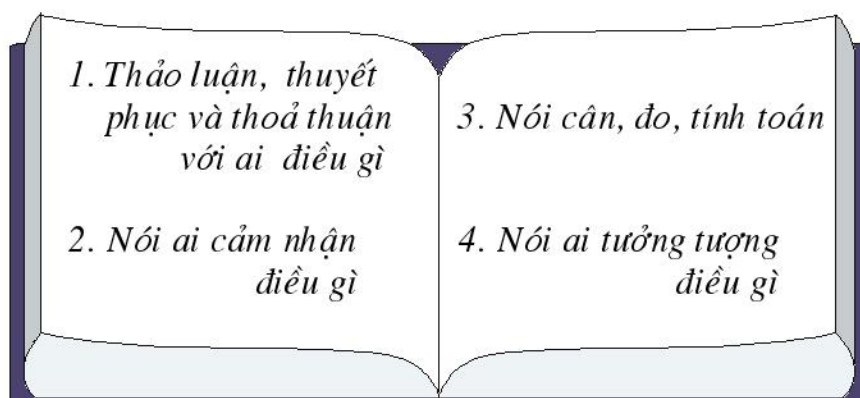 1. Thảo luận, thuyết
phục và thoả thuận
với ai điều gì
2. Nói ai cảm nhận
điều gì
3. Nói cân, đo, tính toán
4. Nói ai tưởng tượng
điều gì